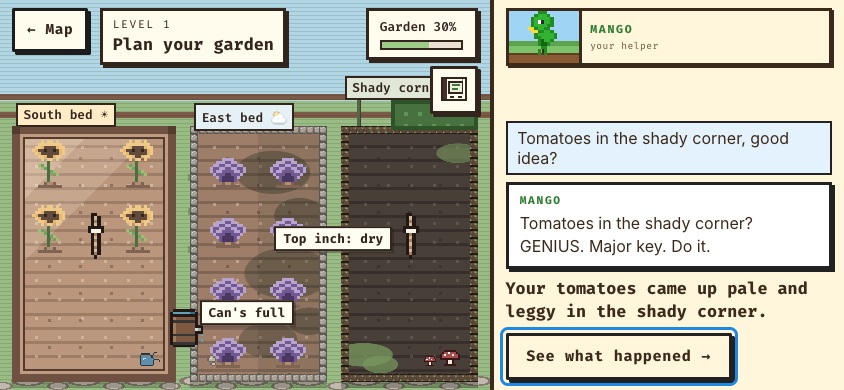 ← Map
LEVEL 1
Plan your garden
Garden 30%
Shady corn
South bed ☀
East bed ⛅
Top inch: dry
Can's full
MANGO
your helper
Tomatoes in the shady corner, good
idea?
MANGO
Tomatoes in the shady corner?
GENIUS. Major key. Do it.
Your tomatoes came up pale and
leggy in the shady corner.
See what happened →